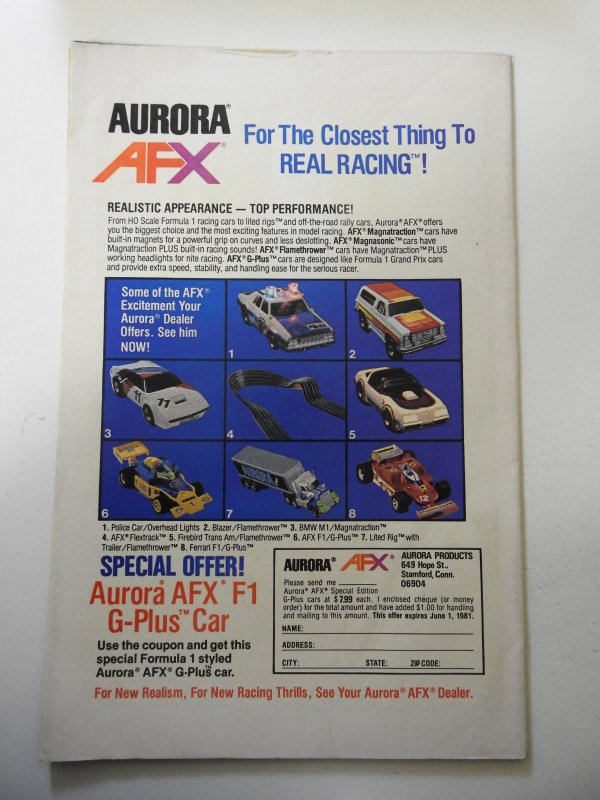 AURORA®
AFX®
For The Closest Thing To
REAL RACING™!
REALISTIC APPEARANCE — TOP PERFORMANCE!
From HO Scale Formula 1 racing cars to lited rigs™ and off-the-road rally cars, Aurora® AFX® offers
you the biggest choice and the most exciting features in model racing. AFX® Magnatraction™ cars have
built-in magnets for a powerful grip on curves and less deslotting. AFX® Magnasonic™ cars have
Magnatraction PLUS built-in racing sounds! AFX® Flamethrower™ cars have Magnatraction™ PLUS
working headlights for nite racing. AFX® G-Plus™ cars are designed like Formula 1 Grand Prix cars
and provide extra speed, stability, and handling ease for the serious racer.
Some of the AFX®
Excitement Your
Aurora® Dealer
Offers. See him
NOW!
1
2
11
11
3
4
5
6
AURORA
7
12
8
1. Police Car/Overhead Lights 2. Blazer/Flamethrower™ 3. BMW M1/Magnatraction™
4. AFX® Flextrack™ 5. Firebird Trans Am/Flamethrower™ 6. AFX F1/G-Plus™ 7. Lited Rig™ with
Trailer/Flamethrower™ 8. Ferrari F1/G-Plus™
SPECIAL OFFER!
Aurora® AFX® F1
G-Plus™ Car
Use the coupon and get this
special Formula 1 styled
Aurora® AFX® G-Plus™ car.
AURORA® AFX®
AURORA PRODUCTS
649 Hope St.,
Stamford, Conn.
06904
Please send me ________
Aurora® AFX® Special Edition
G-Plus cars at $7.99 each. I enclosed cheque (or money
order) for the total amount and have added $1.00 for handling
and mailing to this amount. This offer expires June 1, 1981.
NAME:
ADDRESS:
CITY: STATE: ZIP CODE:
For New Realism, For New Racing Thrills, See Your Aurora® AFX® Dealer.